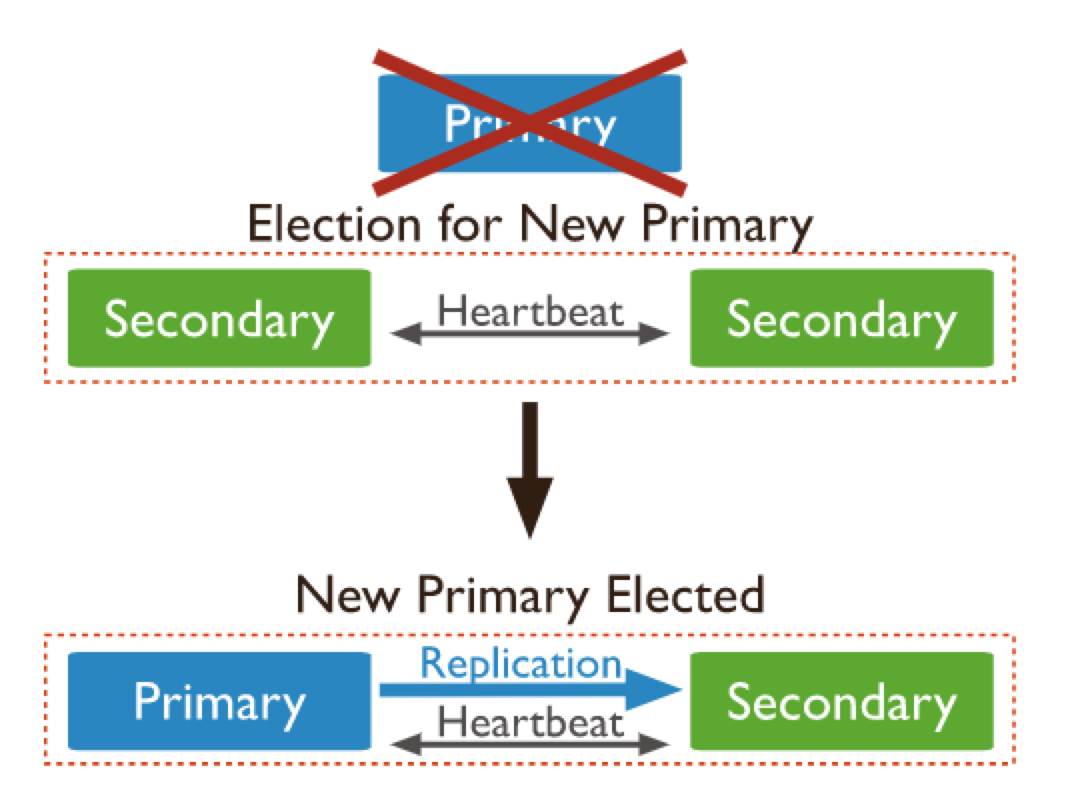 Primary
Election for New Primary
Secondary
Heartbeat
Secondary
New Primary Elected
Primary
Replication
Heartbeat
Secondary